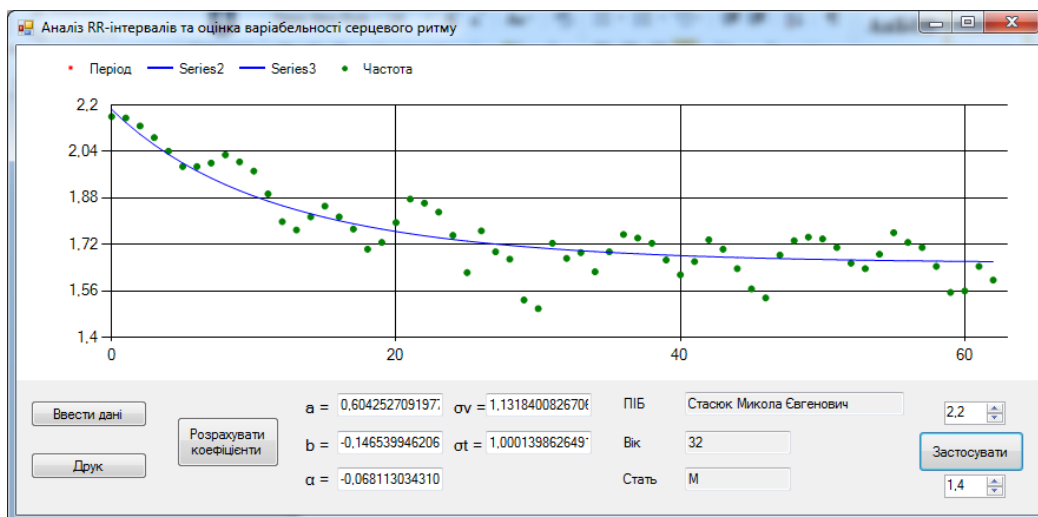 Аналіз RR-інтервалів та оцінка варіабельності серцевого ритму
Період Series2 Series3 Частота
2,2
2,04
1,88
1,72
1,56
1,4
0 20 40 60
Ввести дані
Друк
Розрахувати
коефіцієнти
a = 0,604252709197
b = -0,146539946206
α = -0,068113034310
σv = 1,131840082670
σt = 1,000139862649
ПІБ Стасюк Микола Євгенович
Вік 32
Стать М
2,2
Застосувати
1,4